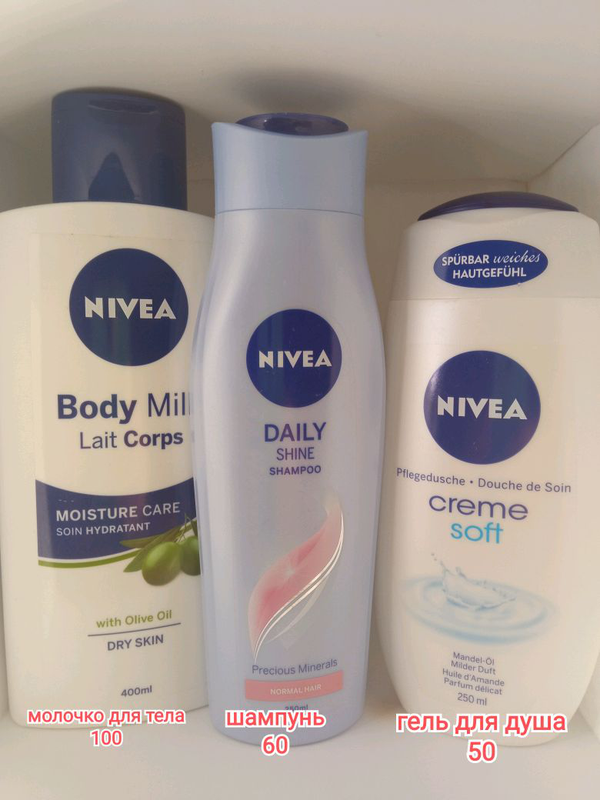 NIVEA
Body Mil
Lait Corps
MOISTURE CARE
SOIN HYDRATANT
with Olive Oil
DRY SKIN
400ml
молочко для тела
100
NIVEA
DAILY
SHINE
SHAMPOO
Precious Minerals
NORMAL HAIR
шампунь
60
SPÜRBAR weiches
HAUTGEFÜHL
NIVEA
Pflegedusche • Douche de Soin
creme
soft
Mandel-Öl
Milder Duft
Huile d'Amande
Parfum délicat
250 ml
гель для душа
50